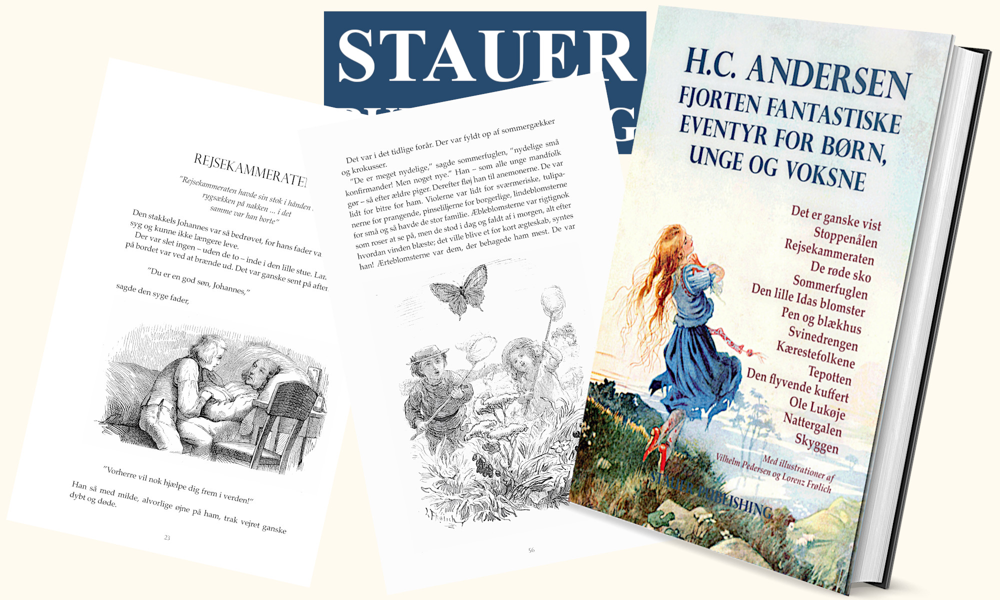 STAUER
G
REJSEKAMMERATEN
”Rejsekammeraten havde sin stok i hånden
rygsækken på nakken ... i det
samme var han borte”
Den stakkels Johannes var så bedrøvet, for hans fader va
syg og kunne ikke længere leve.
Der var slet ingen – uden de to – inde i den lille stue. Lam
på bordet var ved at brænde ud. Det var ganske sent på aften
”Du er en god søn, Johannes,”
sagde den syge fader,
”Vorherre vil nok hjælpe dig frem i verden!”
Han så med milde, alvorlige øjne på ham, trak vejret ganske
dybt og døde.
23
Det var i det tidlige forår. Der var fyldt op af sommergækker
og krokusser.
”De er meget nydelige,” sagde sommerfuglen, ”nydelige små
konfirmander! Men noget nye.” Han – som alle unge mandfolk
gør – så efter ældre piger. Derefter fløj han til anemonerne. De var
lidt for bitre for ham. Violerne var lidt for sværmeriske, tulipa-
nerne for prangende, pinseliljerne for borgerlige, lindeblomsterne
for små og så havde de stor familie. Æbleblomsterne var rigtignok
som roser at se på, men de stod i dag og faldt af i morgen, alt efter
hvordan vinden blæste; det ville blive et for kort ægteskab, syntes
han! Ærteblomsterne var dem, der behagede ham mest. De var
L. Frølich
56
H.C. ANDERSEN
FJORTEN FANTASTISKE
EVENTYR FOR BØRN,
UNGE OG VOKSNE
Det er ganske vist
Stoppenålen
Rejsekammeraten
De røde sko
Sommerfuglen
Den lille Idas blomster
Pen og blækhus
Svinedrengen
Kærestefolkene
Tepotten
Den flyvende kuffert
Ole Lukøje
Nattergalen
Skyggen
Med illustrationer af
Vilhelm Pedersen og Lorenz Frølich
STAUER PUBLISHING